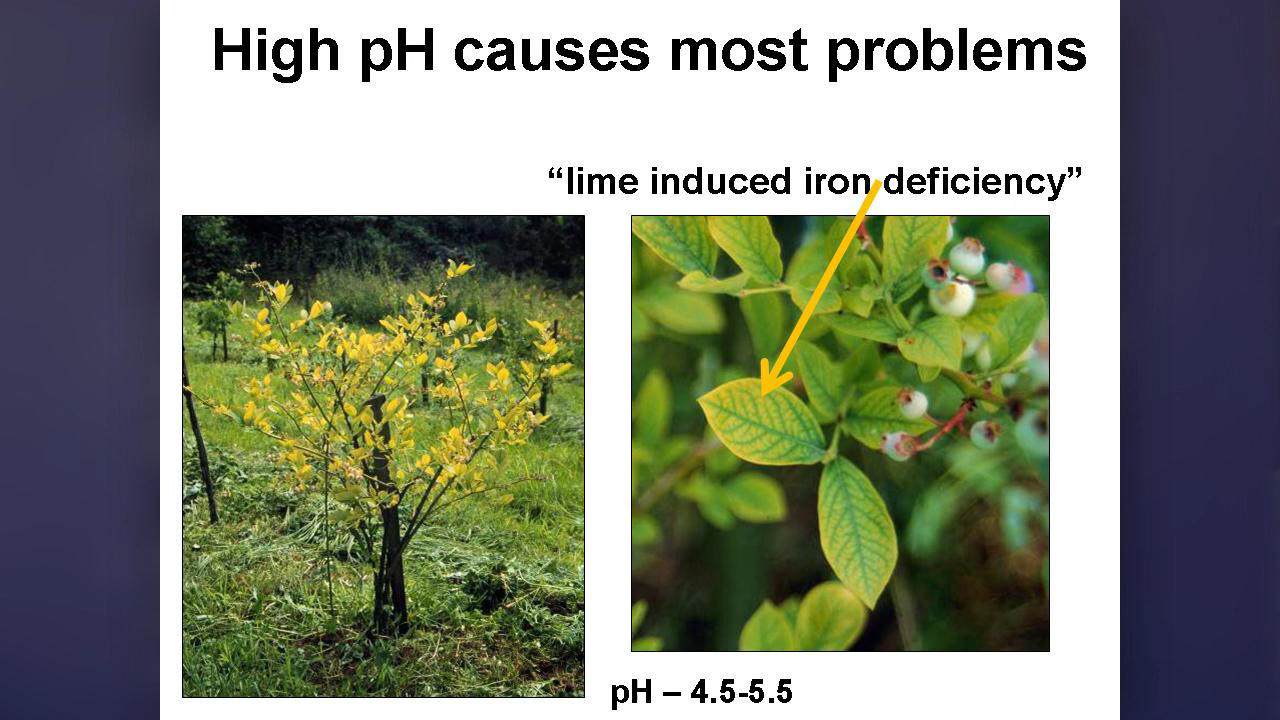 High pH causes most problems
“lime induced iron deficiency”
pH – 4.5-5.5